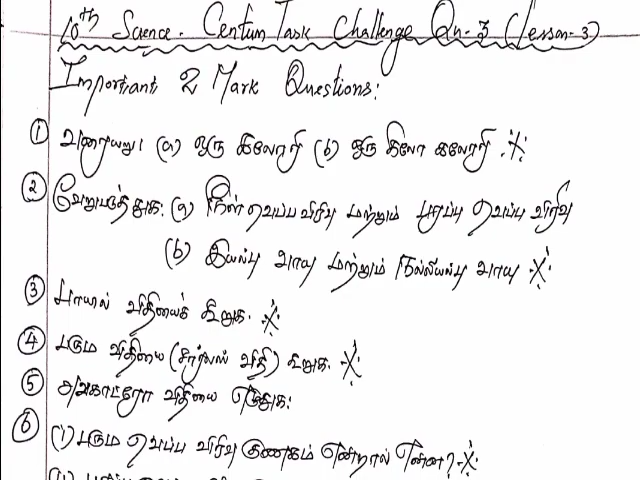 10th Science - Centum Task Challenge Qn-3 (Lesson-3)
Important 2 Mark Questions:
① வரையறு: (a) ஒரு கலோரி (b) ஒரு கிலோ கலோரி ※
② வேறுபடுத்துக: (a) நீள் வெப்ப விரிவு மற்றும் பரப்பு வெப்ப விரிவு
(b) இயல்பு வாயு மற்றும் நல்லியல்பு வாயு ※
③ பாயில் விதியைக் கூறுக. ※
④ பரும விதியை (சார்லஸ் விதி) கூறுக. ※
⑤ அவகாட்ரோ விதியை எழுதுக:
⑥ (i) பரும வெப்ப விரிவு குணகம் என்றால் என்ன? ※